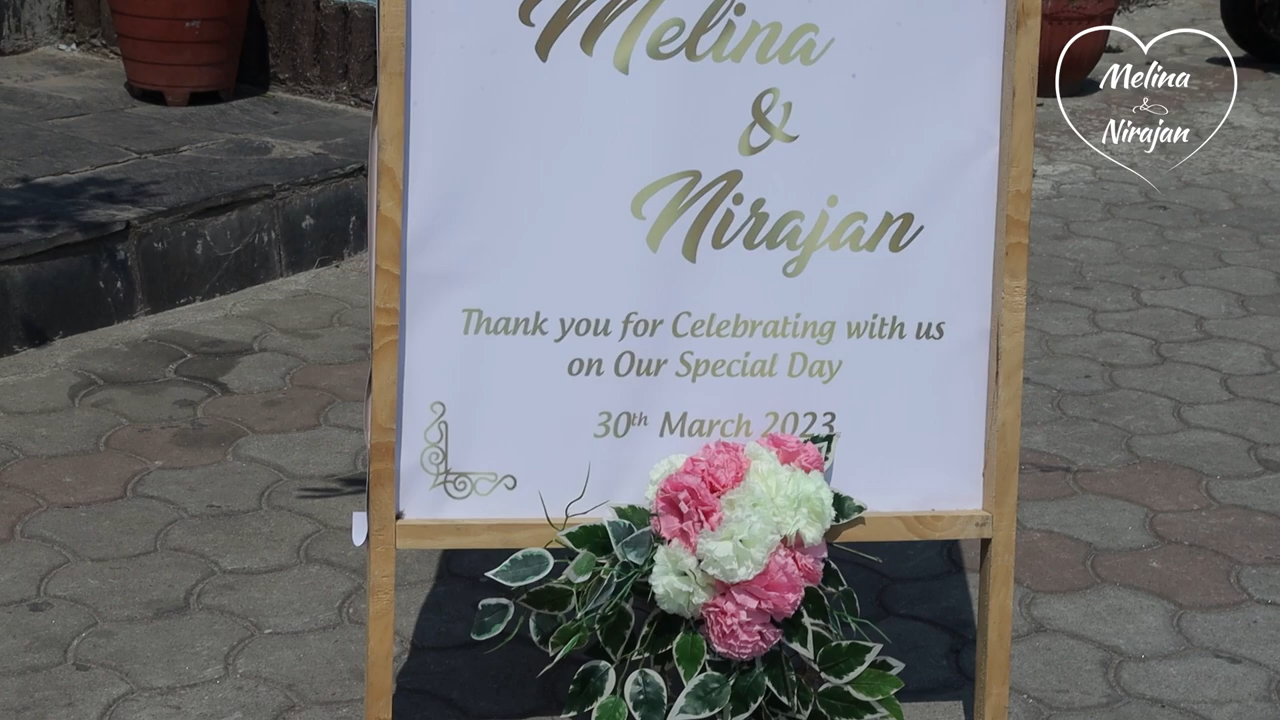 Melina
&
Nirajan
Thank you for Celebrating with us
on Our Special Day
30th March 2023
Melina
&
Nirajan